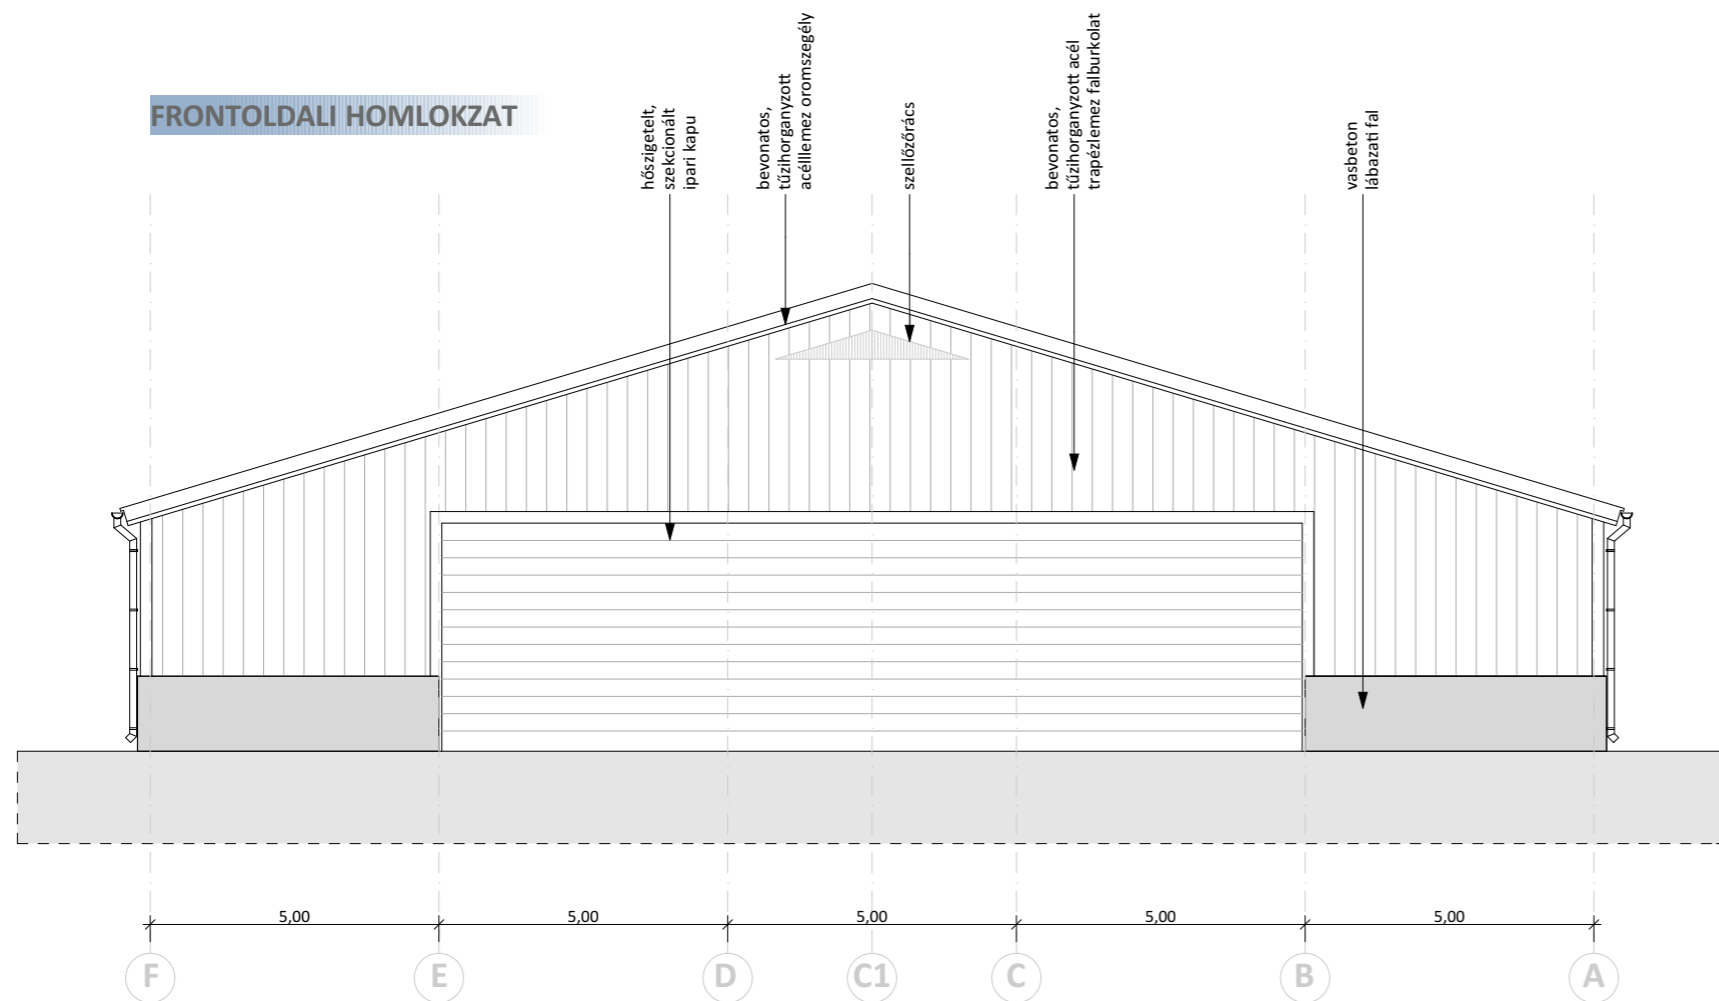 FRONTOLDALI HOMLOKZAT
hőszigetelt,
szekcionált
ipari kapu
bevonatos,
tűzihorganyzott
acélllemez oromszegély
szellőzőrács
bevonatos,
tűzihorganyzott acél
trapézlemez falburkolat
vasbeton
lábazati fal
5,00 5,00 5,00 5,00 5,00
F E D C1 C B A